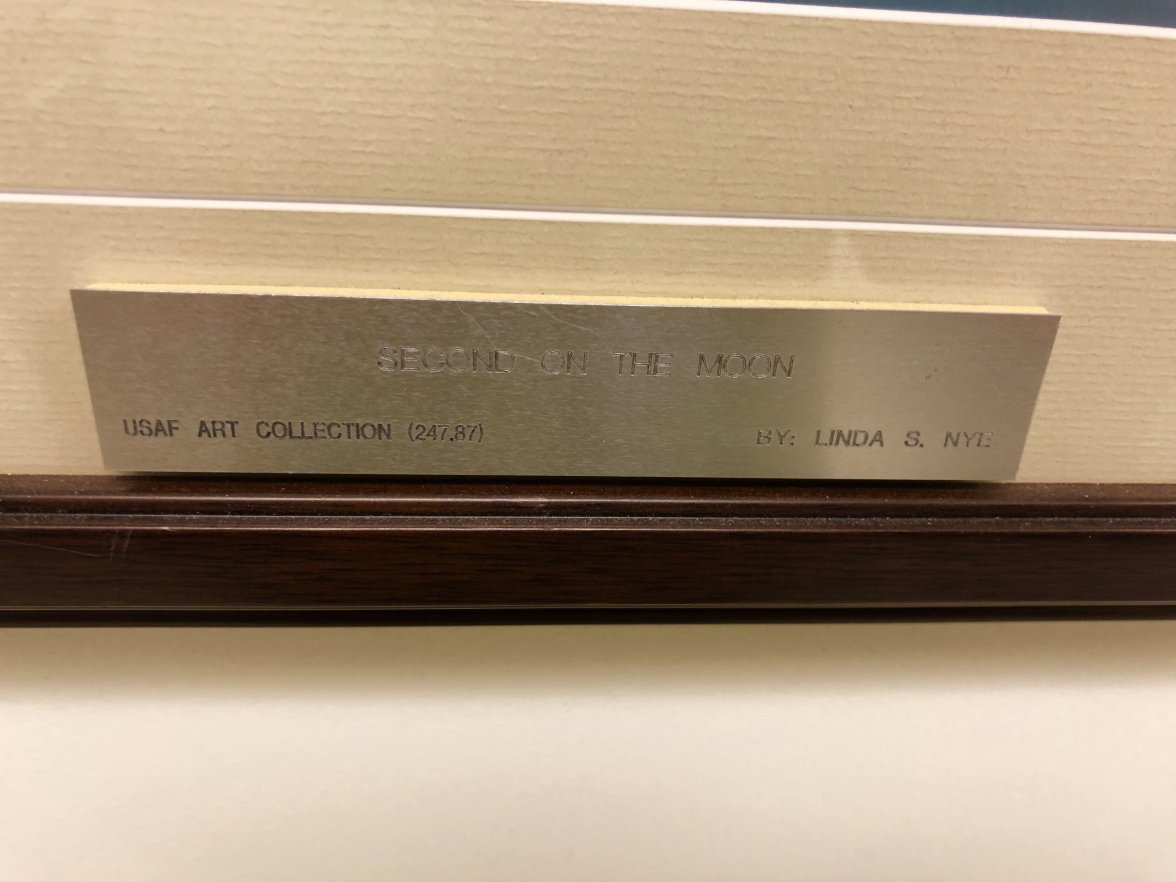 SECOND ON THE MOON
USAF ART COLLECTION (247.87)
BY: LINDA S. NYE